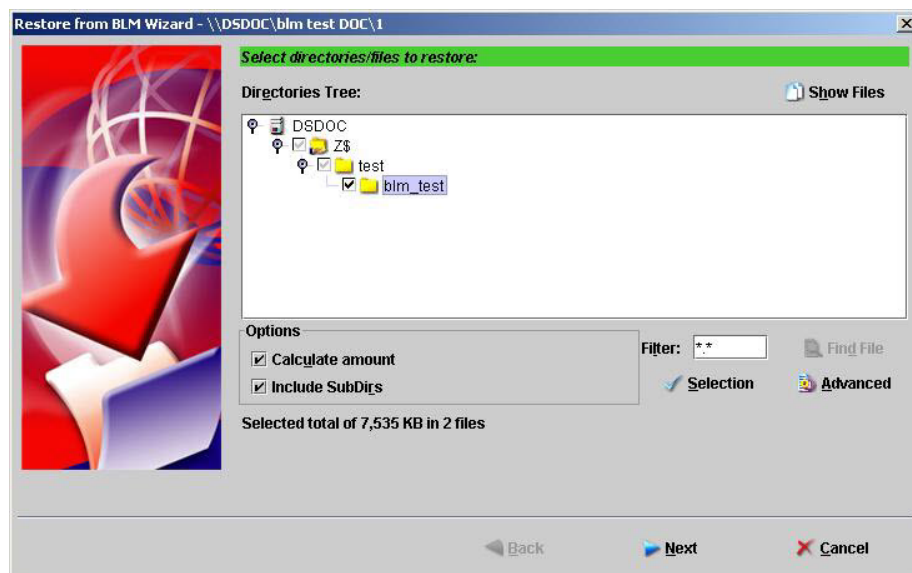 Restore from BLM Wizard - \\DSDOC\blm test DOC\1
Select directories/files to restore:
Directories Tree:
Show Files
DSDOC
Z$
test
blm_test
Options
Calculate amount
Include SubDirs
Filter: *.*
Find File
Selection
Advanced
Selected total of 7,535 KB in 2 files
Back
Next
Cancel